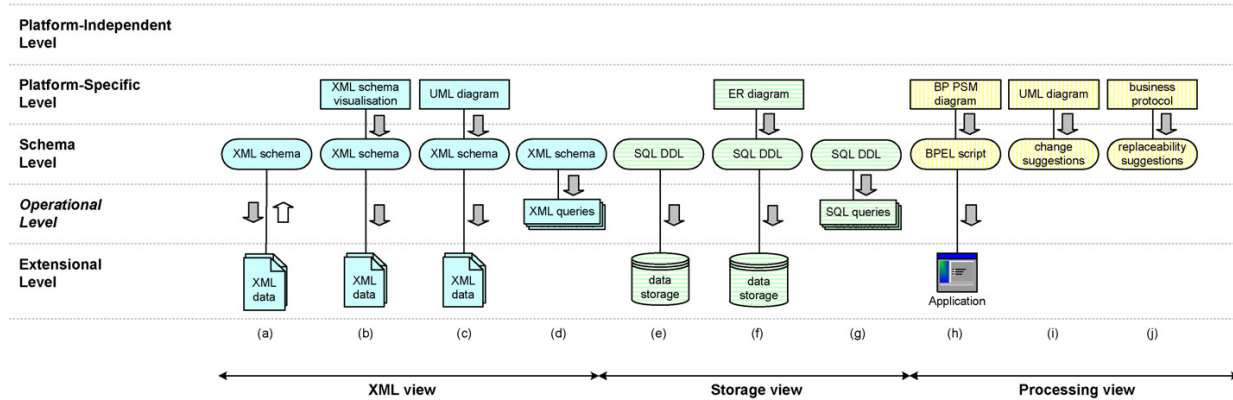 Platform-Independent
Level
Platform-Specific
Level
XML schema
visualisation
UML diagram
ER diagram
BP PSM
diagram
UML diagram
business
protocol
Schema
Level
XML schema
XML schema
XML schema
XML schema
SQL DDL
SQL DDL
SQL DDL
BPEL script
change
suggestions
replaceability
suggestions
Operational
Level
XML queries
SQL queries
Extensional
Level
XML
data
XML
data
XML
data
data
storage
data
storage
Application
(a) (b) (c) (d) (e) (f) (g) (h) (i) (j)
XML view
Storage view
Processing view